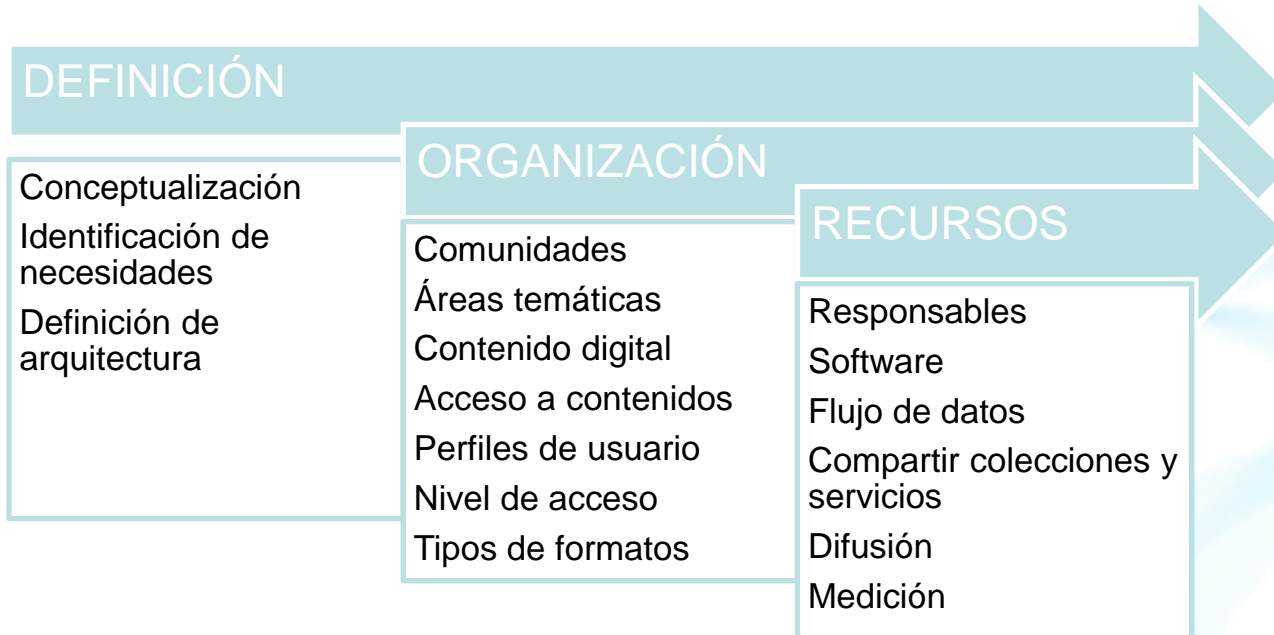 DEFINICIÓN
Conceptualización
Identificación de
necesidades
Definición de
arquitectura
ORGANIZACIÓN
Comunidades
Áreas temáticas
Contenido digital
Acceso a contenidos
Perfiles de usuario
Nivel de acceso
Tipos de formatos
RECURSOS
Responsables
Software
Flujo de datos
Compartir colecciones y
servicios
Difusión
Medición